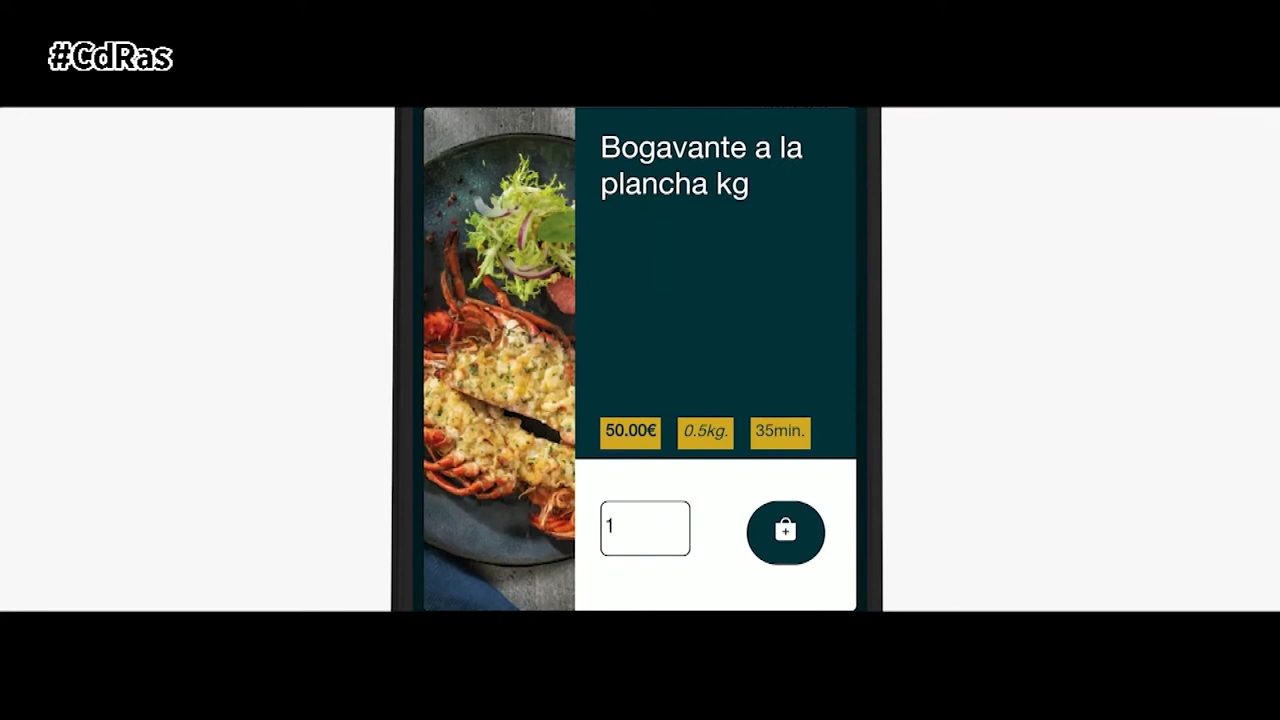 #CdRas
Bogavante a la
plancha kg
50.00€ 0.5kg. 35min.
1